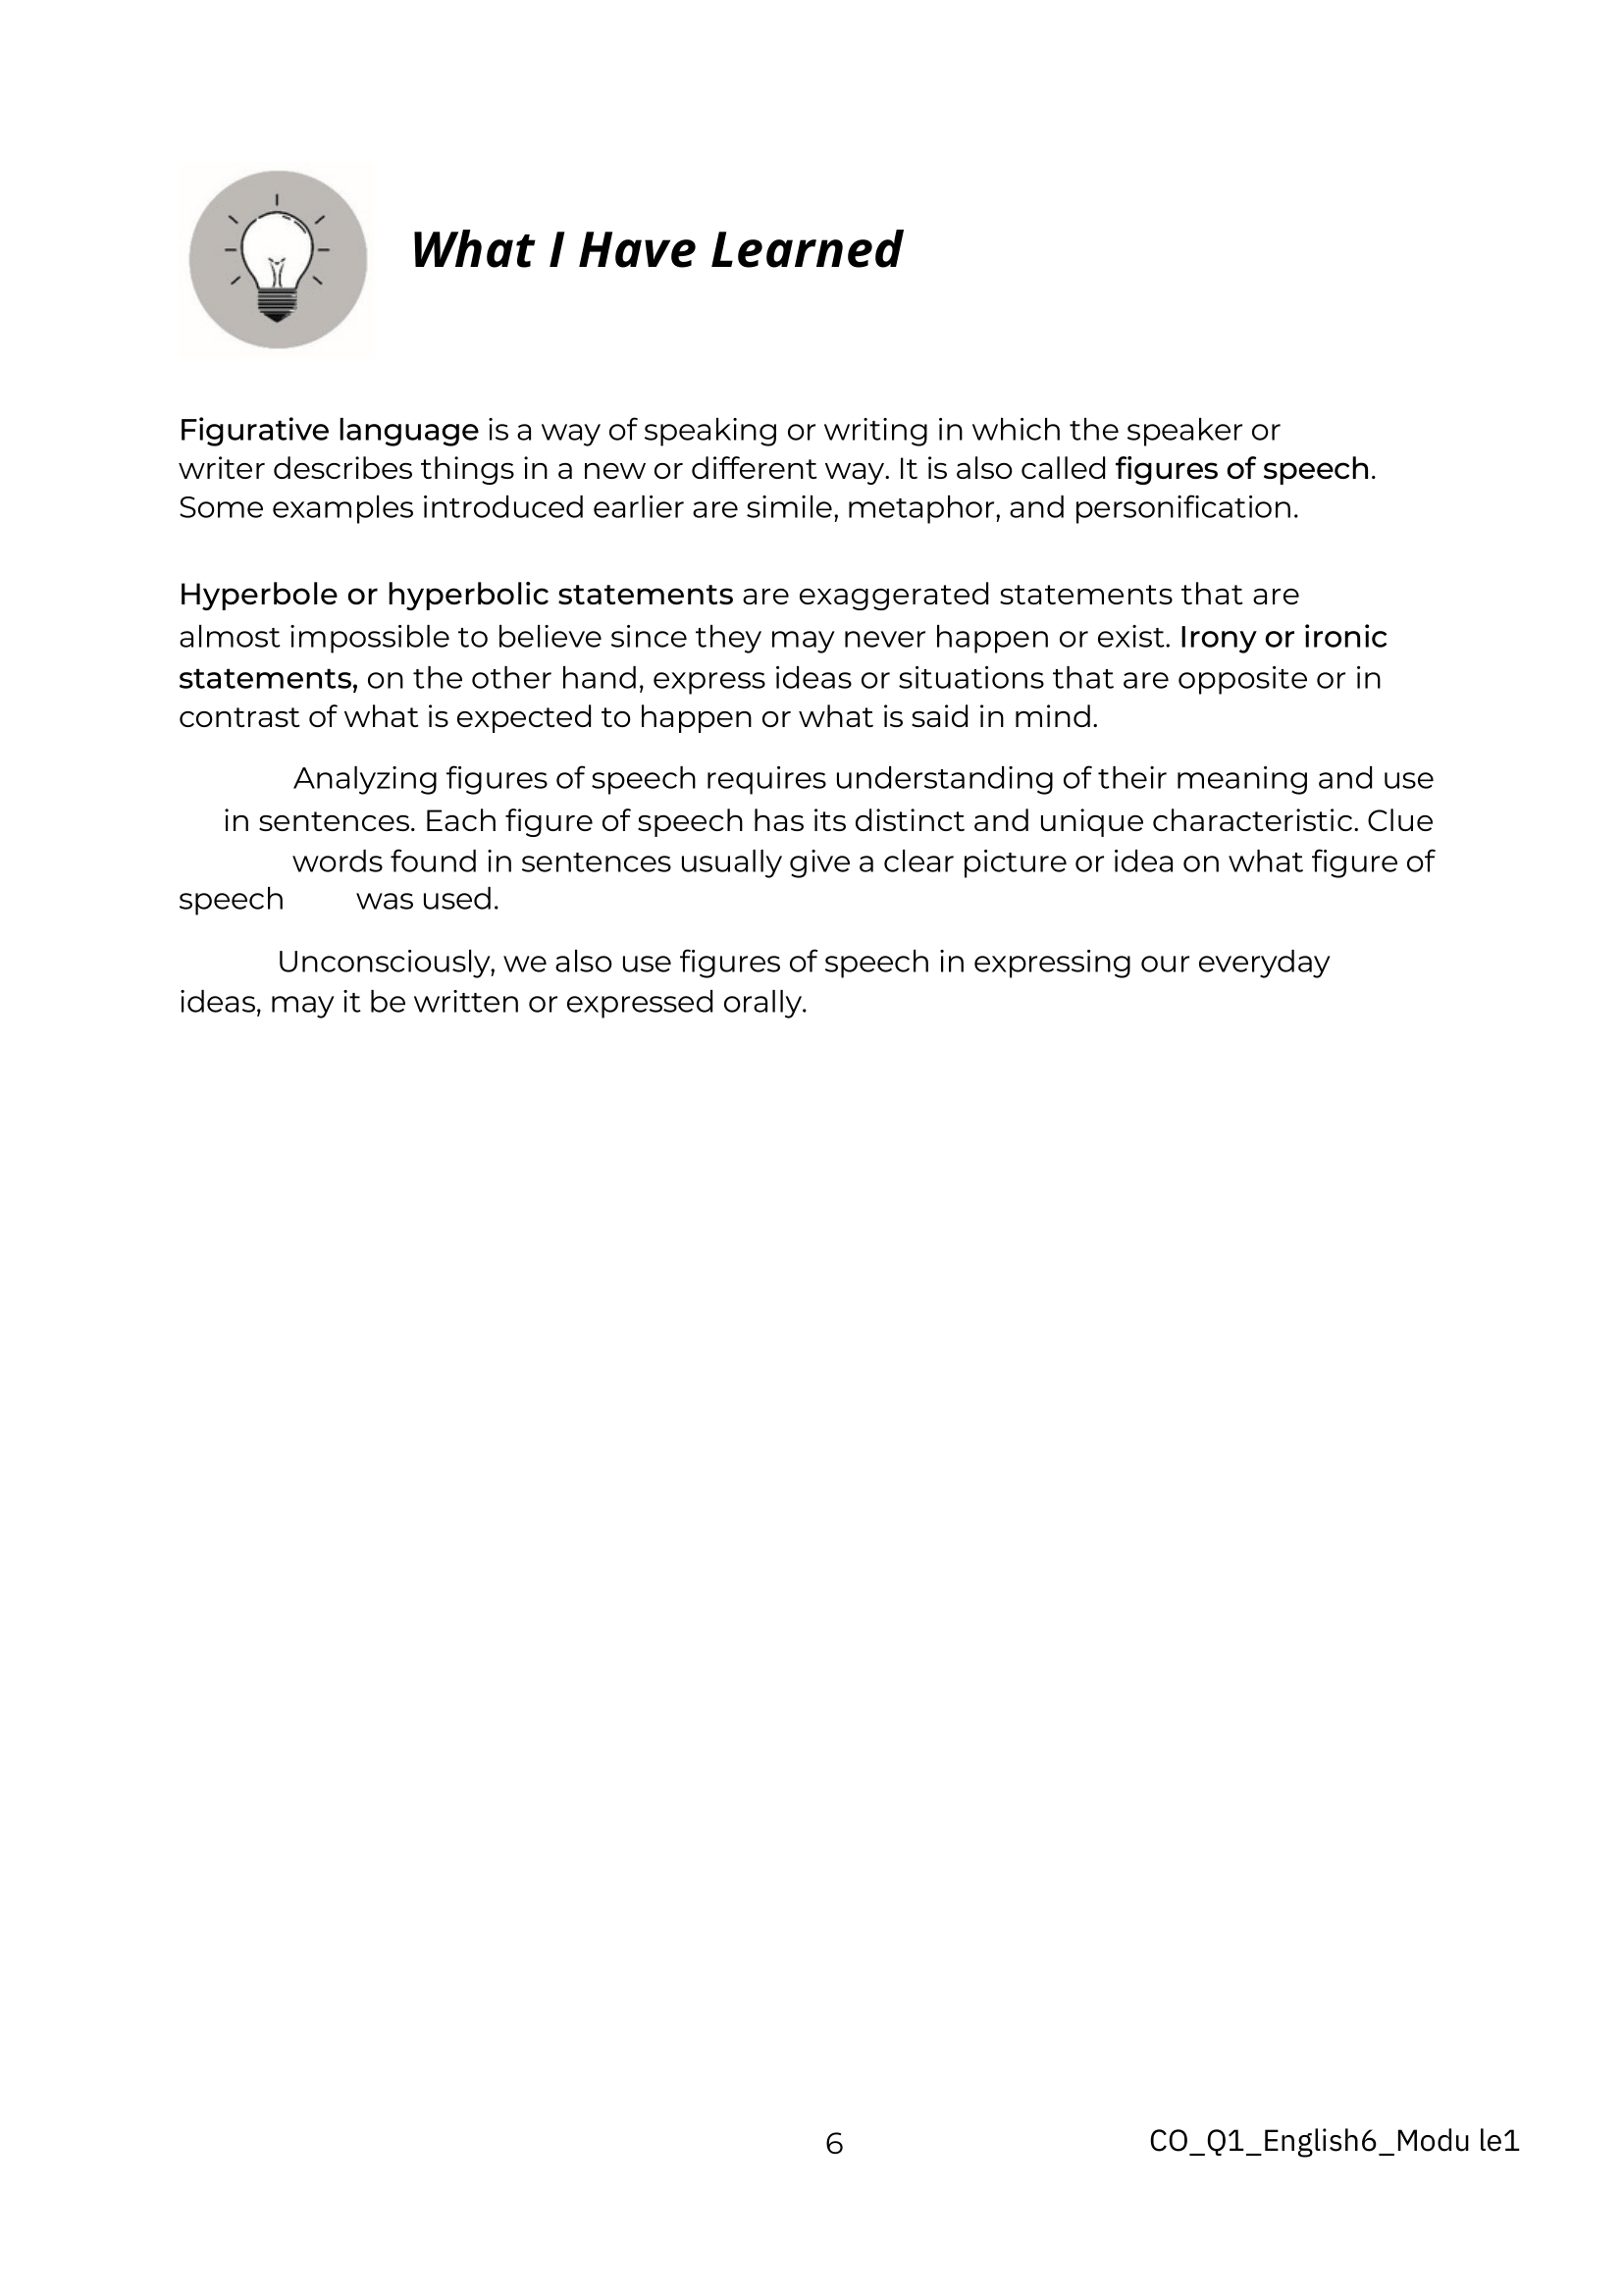 What I Have Learned
Figurative language is a way of speaking or writing in which the speaker or
writer describes things in a new or different way. It is also called figures of speech.
Some examples introduced earlier are simile, metaphor, and personification.
Hyperbole or hyperbolic statements are exaggerated statements that are
almost impossible to believe since they may never happen or exist. Irony or ironic
statements, on the other hand, express ideas or situations that are opposite or in
contrast of what is expected to happen or what is said in mind.
Analyzing figures of speech requires understanding of their meaning and use
in sentences. Each figure of speech has its distinct and unique characteristic. Clue
words found in sentences usually give a clear picture or idea on what figure of
speech was used.
Unconsciously, we also use figures of speech in expressing our everyday
ideas, may it be written or expressed orally.
6 CO_Q1_English6_Modu le1